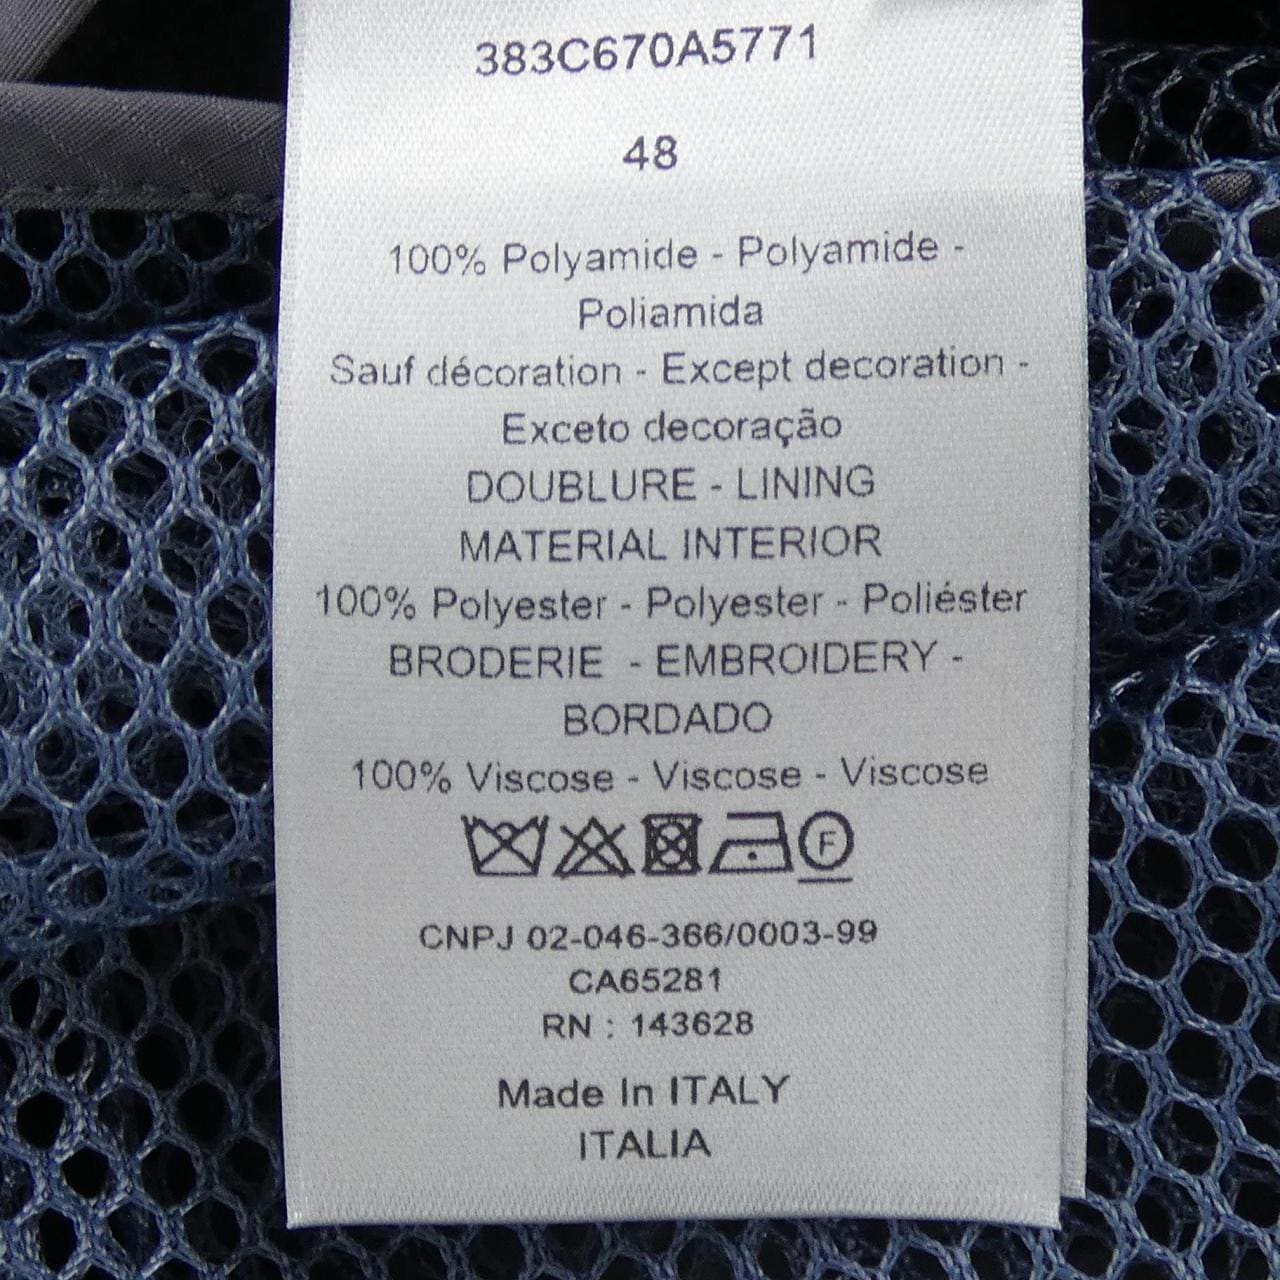 383C670A5771
48
100% Polyamide - Polyamide -
Poliamida
Sauf décoration - Except decoration -
Exceto decoração
DOUBLURE - LINING
MATERIAL INTERIOR
100% Polyester - Polyester - Poliéster
BRODERIE - EMBROIDERY -
BORDADO
100% Viscose - Viscose - Viscose
F
CNPJ 02-046-366/0003-99
CA65281
RN : 143628
Made In ITALY
ITALIA